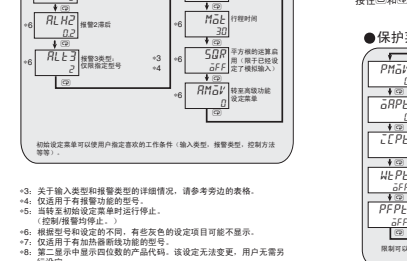 按住
*6 ALH2 报警2滞后
0.2
*6 ALt3 报警3类型,
仅限指定型号 *3
2 *4
*6 MoT 行程时间
30
*6 SQR 平方根的运算启
用（限于已经设
定了模拟输入）
oFF
*6 AMoV 转至高级功能
设定菜单
初始设定菜单可以使用户指定喜欢的工作条件（输入类型，报警类型，控制方法
等等）。
*3：关于输入类型和报警类型的详细情况，请参考旁边的表格。
*4：仅适用于有报警功能的型号。
*5：当转至初始设定菜单时运行停止。
（控制/报警均停止。）
*6：根据型号和设定的不同，有些灰色的设定项目可能不显示。
*7：仅适用于有加热器断线功能的型号。
*8：第二显示中显示四位数的产品代码。该设定无法变更，用户无需另
●保护
PMoV
oAPt
iCPt
WtPt
oFF
PFPt
oFF
限制可以